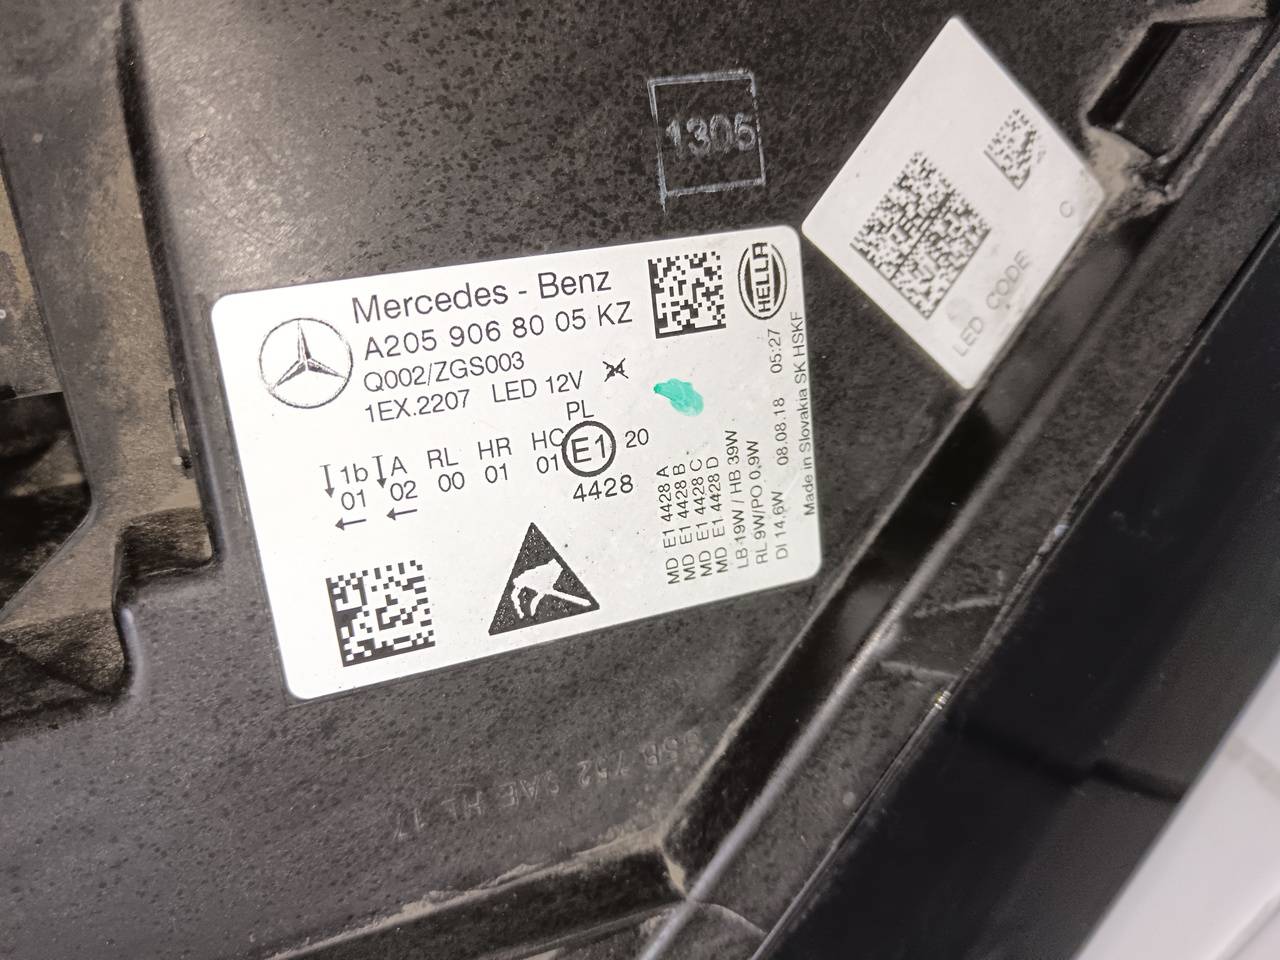 1305
Mercedes - Benz
A205 906 80 05 KZ
Q002/ZGS003
1EX.2207 LED 12V
HELLA
PL
1b A RL HR HC E1 20
01 02 00 01 01
4428
MD E1 4428 A
MD E1 4428 B
MD E1 4428 C
MD E1 4428 D
LB 19W / HB 39W
RL 9W/PO 0,9W
DI 14,6W 08.08.18 05:27
Made in Slovakia SK HSKF
LED CODE C